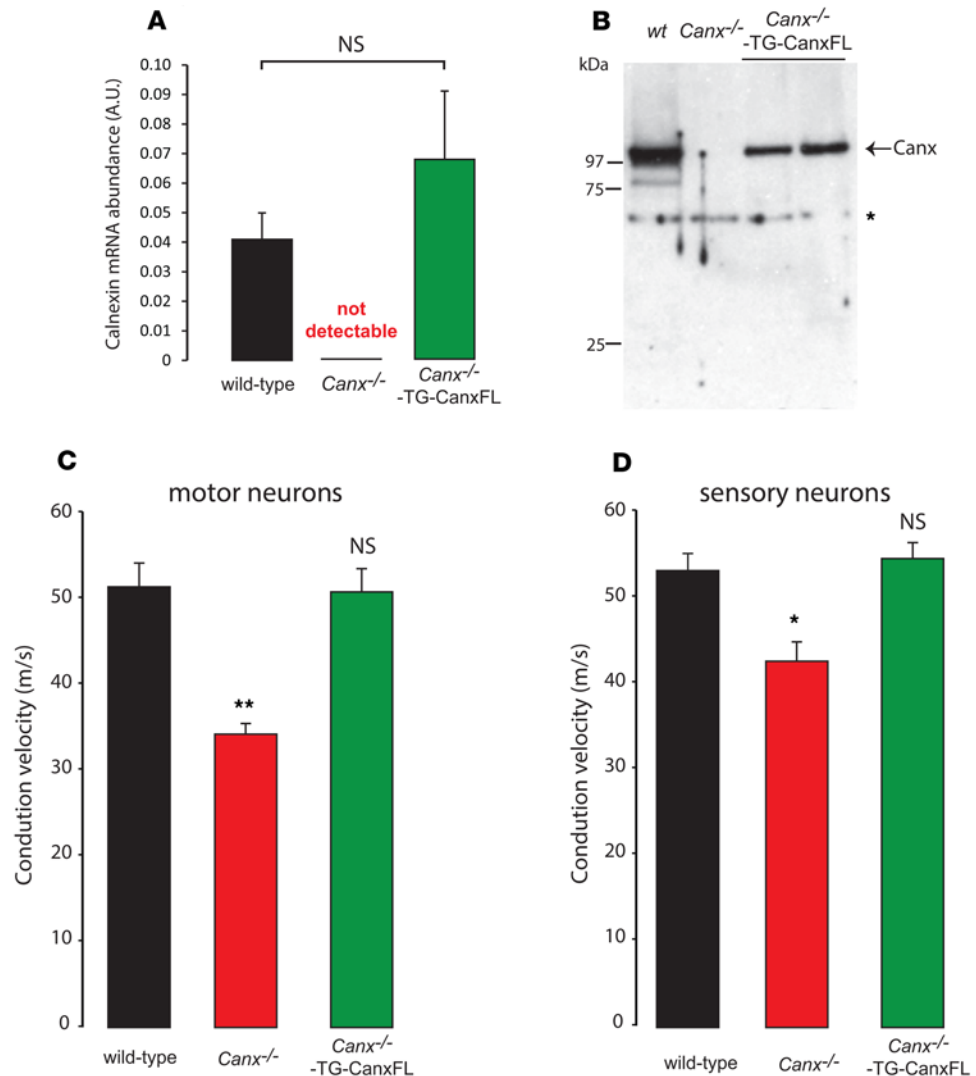 A
NS
Calnexin mRNA abundance (A.U.)
0.10
0.09
0.08
0.07
0.06
0.05
0.04
0.03
0.02
0.01
0
not
detectable
wild-type
Canx-/-
Canx-/-
-TG-CanxFL
B
wt
Canx-/-
Canx-/-
-TG-CanxFL
kDa
97
75
25
←Canx
*
C
motor neurons
Condution velocity (m/s)
60
50
40
30
20
10
0
**
NS
wild-type
Canx-/-
Canx-/-
-TG-CanxFL
D
sensory neurons
Condution velocity (m/s)
60
50
40
30
20
10
0
*
NS
wild-type
Canx-/-
Canx-/-
-TG-CanxFL